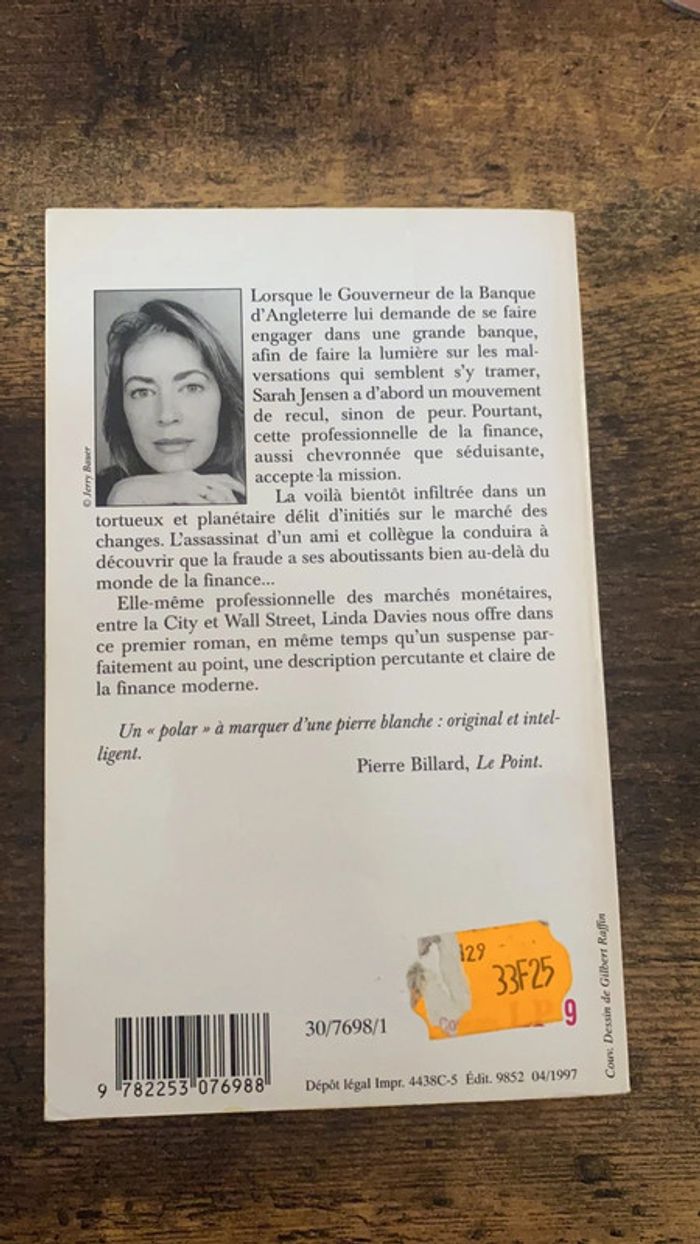 © Jerry Bauer
Lorsque le Gouverneur de la Banque
d'Angleterre lui demande de se faire
engager dans une grande banque,
afin de faire la lumière sur les mal-
versations qui semblent s'y tramer,
Sarah Jensen a d'abord un mouvement
de recul, sinon de peur. Pourtant,
cette professionnelle de la finance,
aussi chevronnée que séduisante,
accepte la mission.
La voilà bientôt infiltrée dans un
tortueux et planétaire délit d'initiés sur le marché des
changes. L'assassinat d'un ami et collègue la conduira à
découvrir que la fraude a ses aboutissants bien au-delà du
monde de la finance...
Elle-même professionnelle des marchés monétaires,
entre la City et Wall Street, Linda Davies nous offre dans
ce premier roman, en même temps qu'un suspense par-
faitement au point, une description percutante et claire de
la finance moderne.
Un « polar » à marquer d'une pierre blanche : original et intel-
ligent.
Pierre Billard, Le Point.
129
33F25
9
30/7698/1
9 782253 076988
Dépôt légal Impr. 4438C-5 Édit. 9852 04/1997
Couv. Dessin de Gilbert Raffin